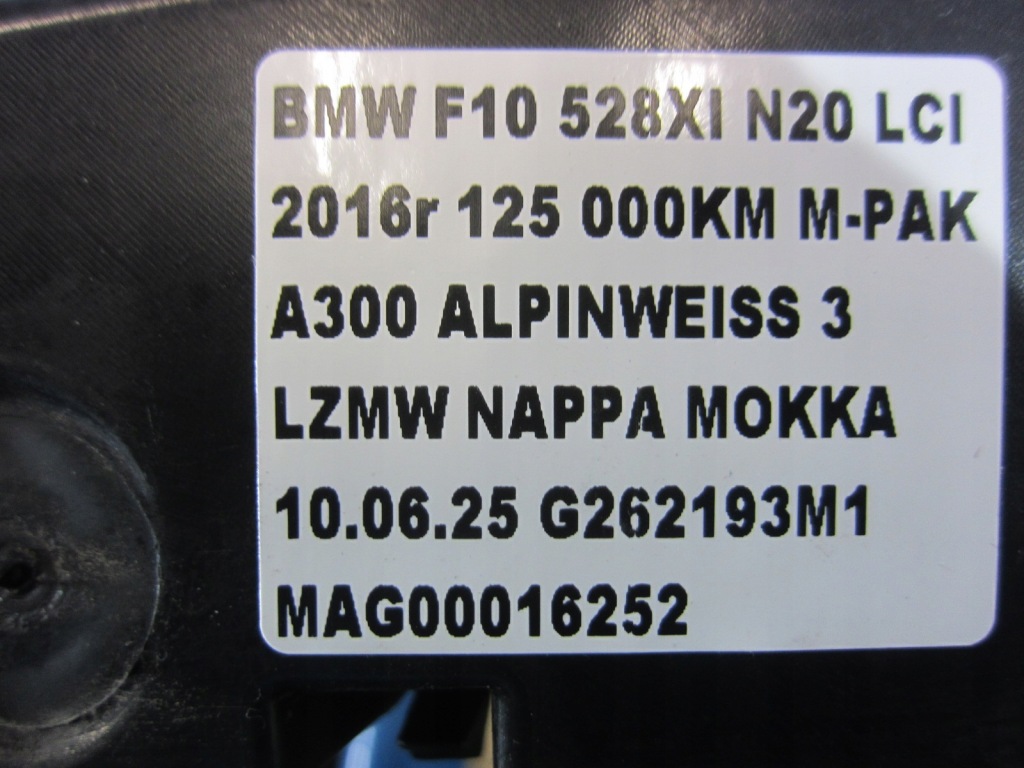 BMW F10 528XI N20 LCI
2016r 125 000KM M-PAK
A300 ALPINWEISS 3
LZMW NAPPA MOKKA
10.06.25 G262193M1
MAG00016252